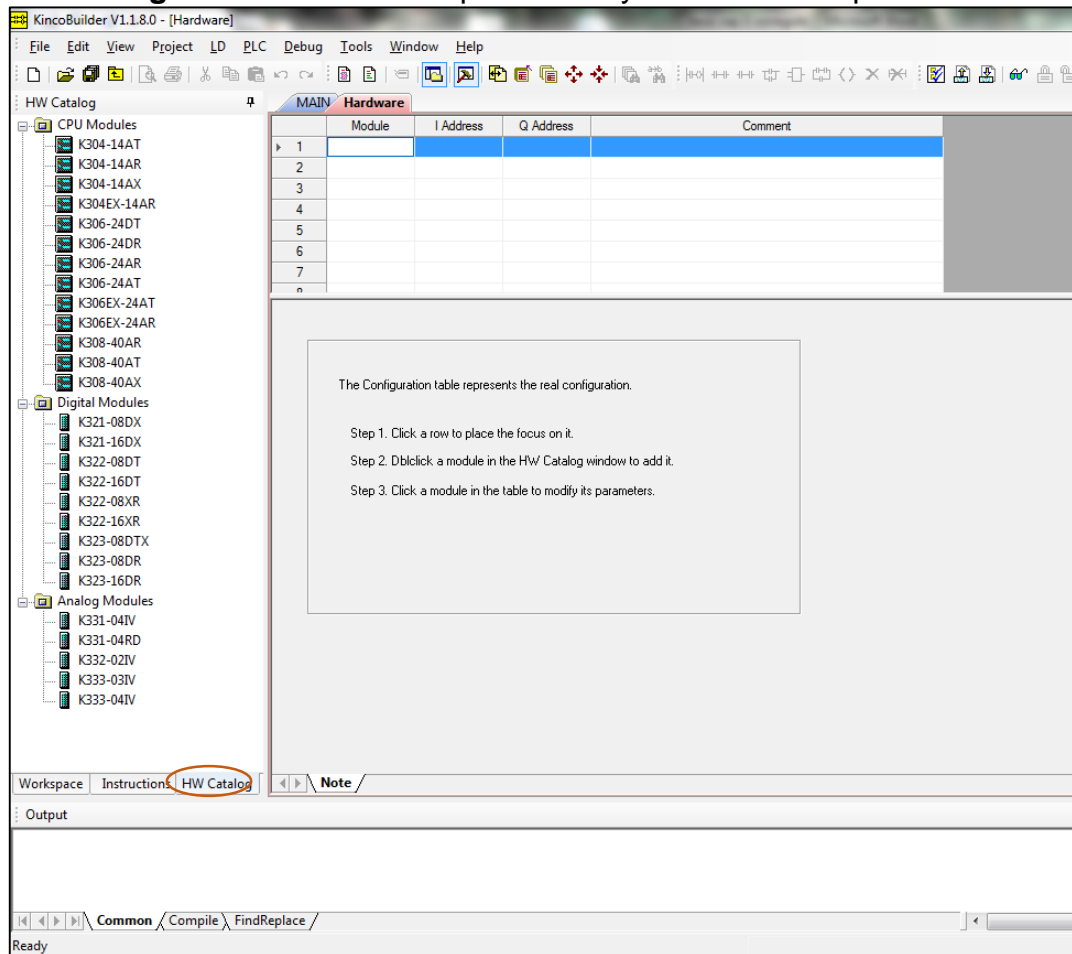 KincoBuilder V1.1.8.0 - [Hardware]
File Edit View Project LD PLC Debug Tools Window Help
HW Catalog
MAIN Hardware
Module I Address Q Address Comment
1
2
3
4
5
6
7
CPU Modules
K304-14AT
K304-14AR
K304-14AX
K304EX-14AR
K306-24DT
K306-24DR
K306-24AR
K306-24AT
K306EX-24AT
K306EX-24AR
K308-40AR
K308-40AT
K308-40AX
Digital Modules
K321-08DX
K321-16DX
K322-08DT
K322-16DT
K322-08XR
K322-16XR
K323-08DTX
K323-08DR
K323-16DR
Analog Modules
K331-04IV
K331-04RD
K332-02IV
K333-03IV
K333-04IV
The Configuration table represents the real configuration.
Step 1. Click a row to place the focus on it.
Step 2. Dblclick a module in the HW Catalog window to add it.
Step 3. Click a module in the table to modify its parameters.
Workspace Instructions HW Catalog
Note
Output
Common Compile FindReplace
Ready